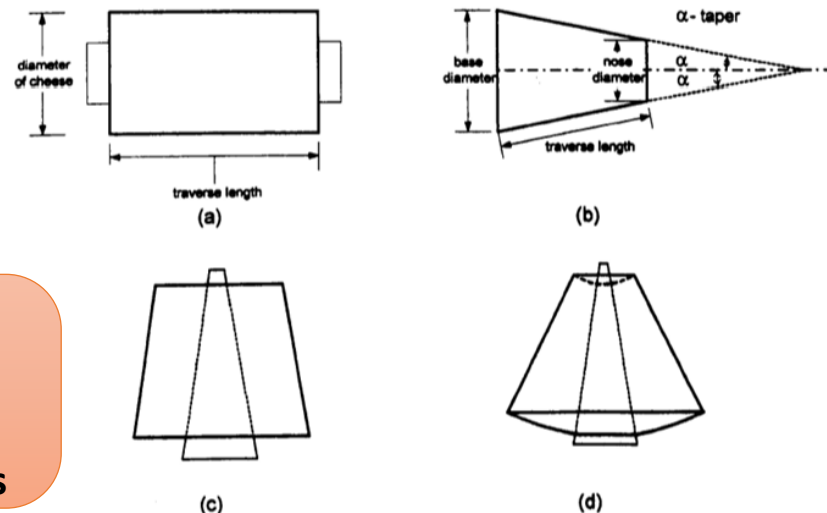 diameter
of cheese
traverse length
(a)
α- taper
base
diameter
nose
diameter
α
α
traverse length
(b)
s
(c)
(d)